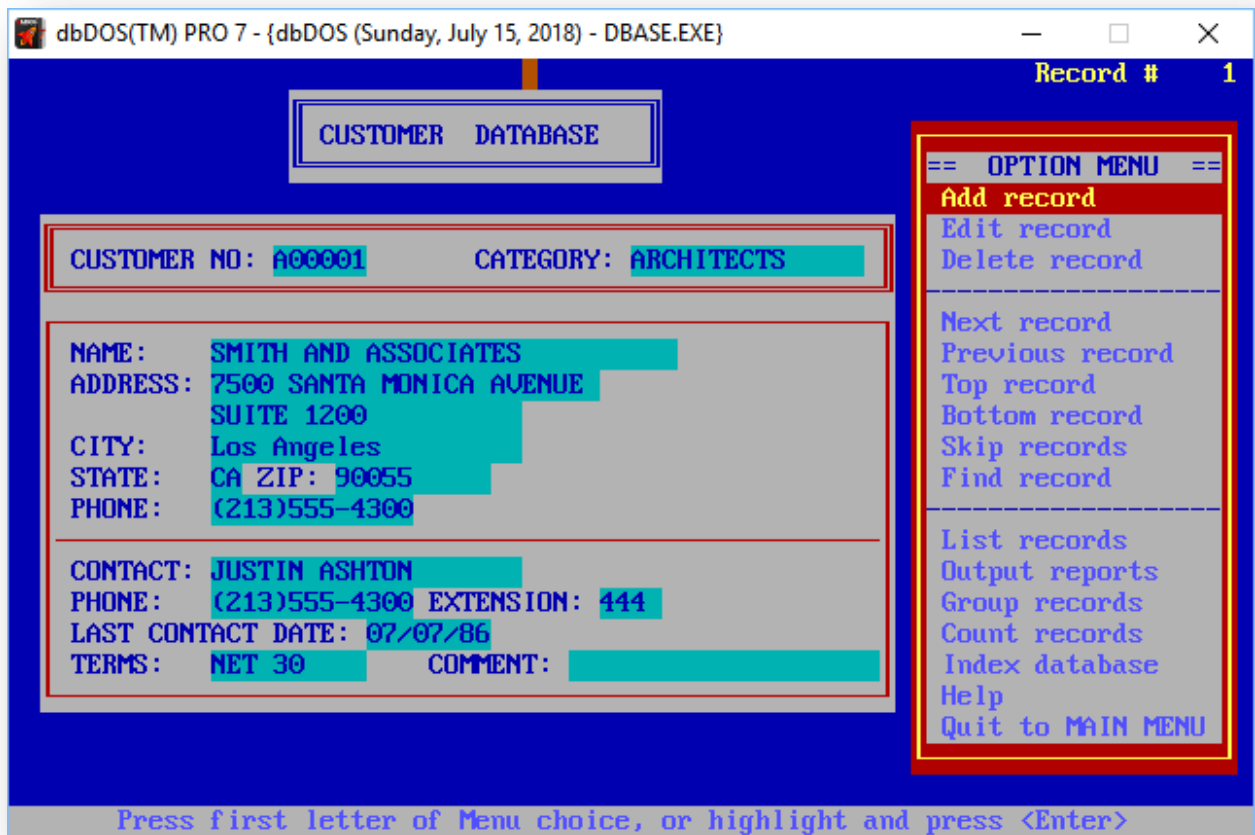 dbDOS(TM) PRO 7 - {dbDOS (Sunday, July 15, 2018) - DBASE.EXE}
Record # 1
CUSTOMER DATABASE
CUSTOMER NO: A00001 CATEGORY: ARCHITECTS
NAME: SMITH AND ASSOCIATES
ADDRESS: 7500 SANTA MONICA AVENUE
SUITE 1200
CITY: Los Angeles
STATE: CA ZIP: 90055
PHONE: (213)555-4300
CONTACT: JUSTIN ASHTON
PHONE: (213)555-4300 EXTENSION: 444
LAST CONTACT DATE: 07/07/86
TERMS: NET 30 COMMENT:
== OPTION MENU ==
Add record
Edit record
Delete record
Next record
Previous record
Top record
Bottom record
Skip records
Find record
List records
Output reports
Group records
Count records
Index database
Help
Quit to MAIN MENU
Press first letter of Menu choice, or highlight and press <Enter>